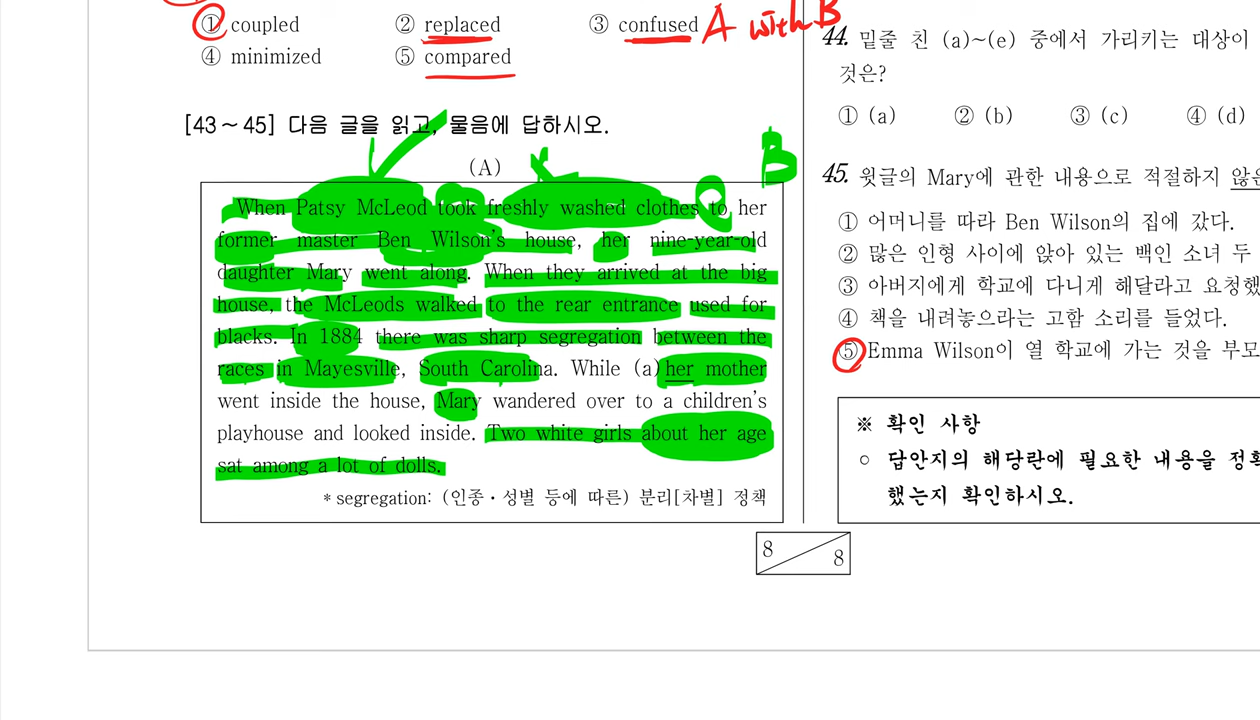 ① coupled ② replaced ③ confused A with B
④ minimized ⑤ compared
[43~45] 다음 글을 읽고, 물음에 답하시오.
(A) B
When Patsy McLeod took freshly washed clothes to her
former master Ben Wilson's house, her nine-year-old
daughter Mary went along. When they arrived at the big
house, the McLeods walked to the rear entrance used for
blacks. In 1884 there was sharp segregation between the
races in Mayesville, South Carolina. While (a) her mother
went inside the house, Mary wandered over to a children's
playhouse and looked inside. Two white girls about her age
sat among a lot of dolls.
* segregation: (인종·성별 등에 따른) 분리[차별] 정책
8 8
44. 밑줄 친 (a)~(e) 중에서 가리키는 대상이
것은?
① (a) ② (b) ③ (c) ④ (d)
45. 윗글의 Mary에 관한 내용으로 적절하지 않은
① 어머니를 따라 Ben Wilson의 집에 갔다.
② 많은 인형 사이에 앉아 있는 백인 소녀 두
③ 아버지에게 학교에 다니게 해달라고 요청했
④ 책을 내려놓으라는 고함 소리를 들었다.
⑤ Emma Wilson이 열 학교에 가는 것을 부모
※ 확인 사항
○ 답안지의 해당란에 필요한 내용을 정확
했는지 확인하시오.